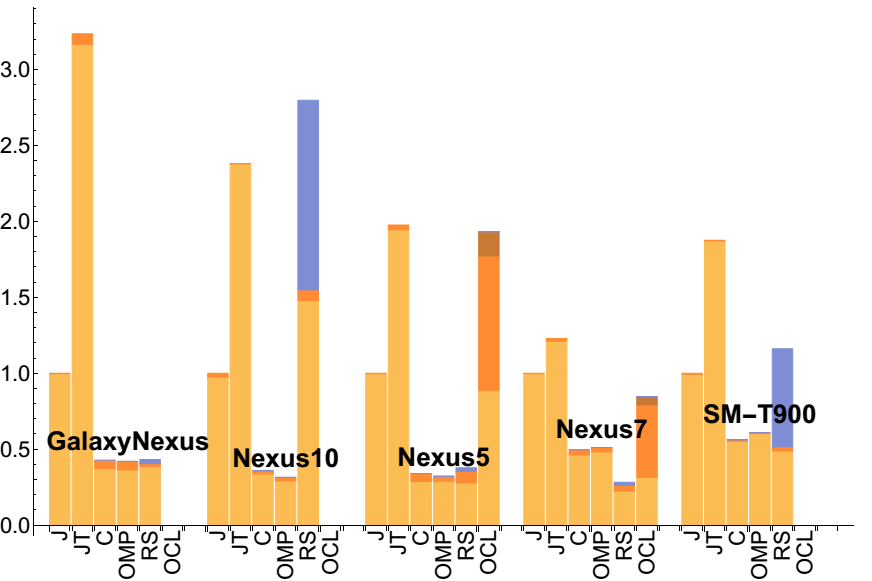 3.0
2.5
2.0
1.5
1.0
0.5
0.0
GalaxyNexus
Nexus10
Nexus5
Nexus7
SM-T900
J JT C OMP RS OCL J JT C OMP RS OCL J JT C OMP RS OCL J JT C OMP RS OCL J JT C OMP RS OCL